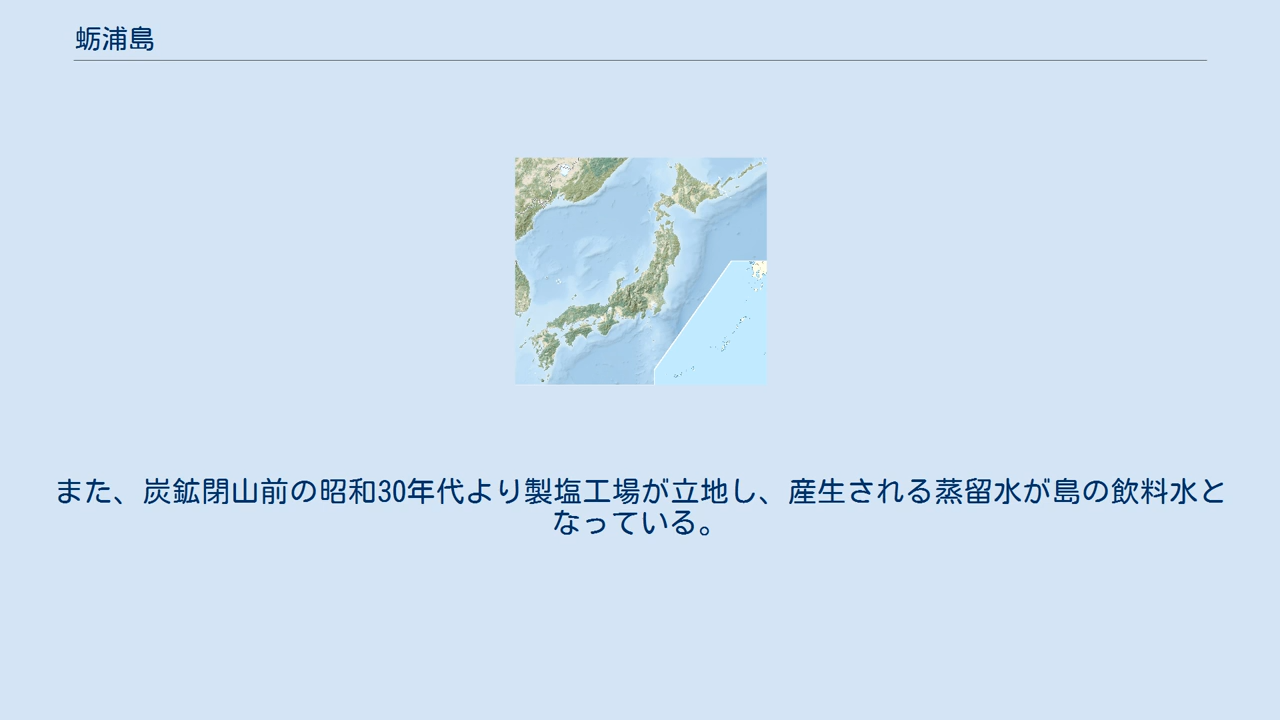 蛎浦島
また、炭鉱閉山前の昭和30年代より製塩工場が立地し、産生される蒸留水が島の飲料水と
なっている。